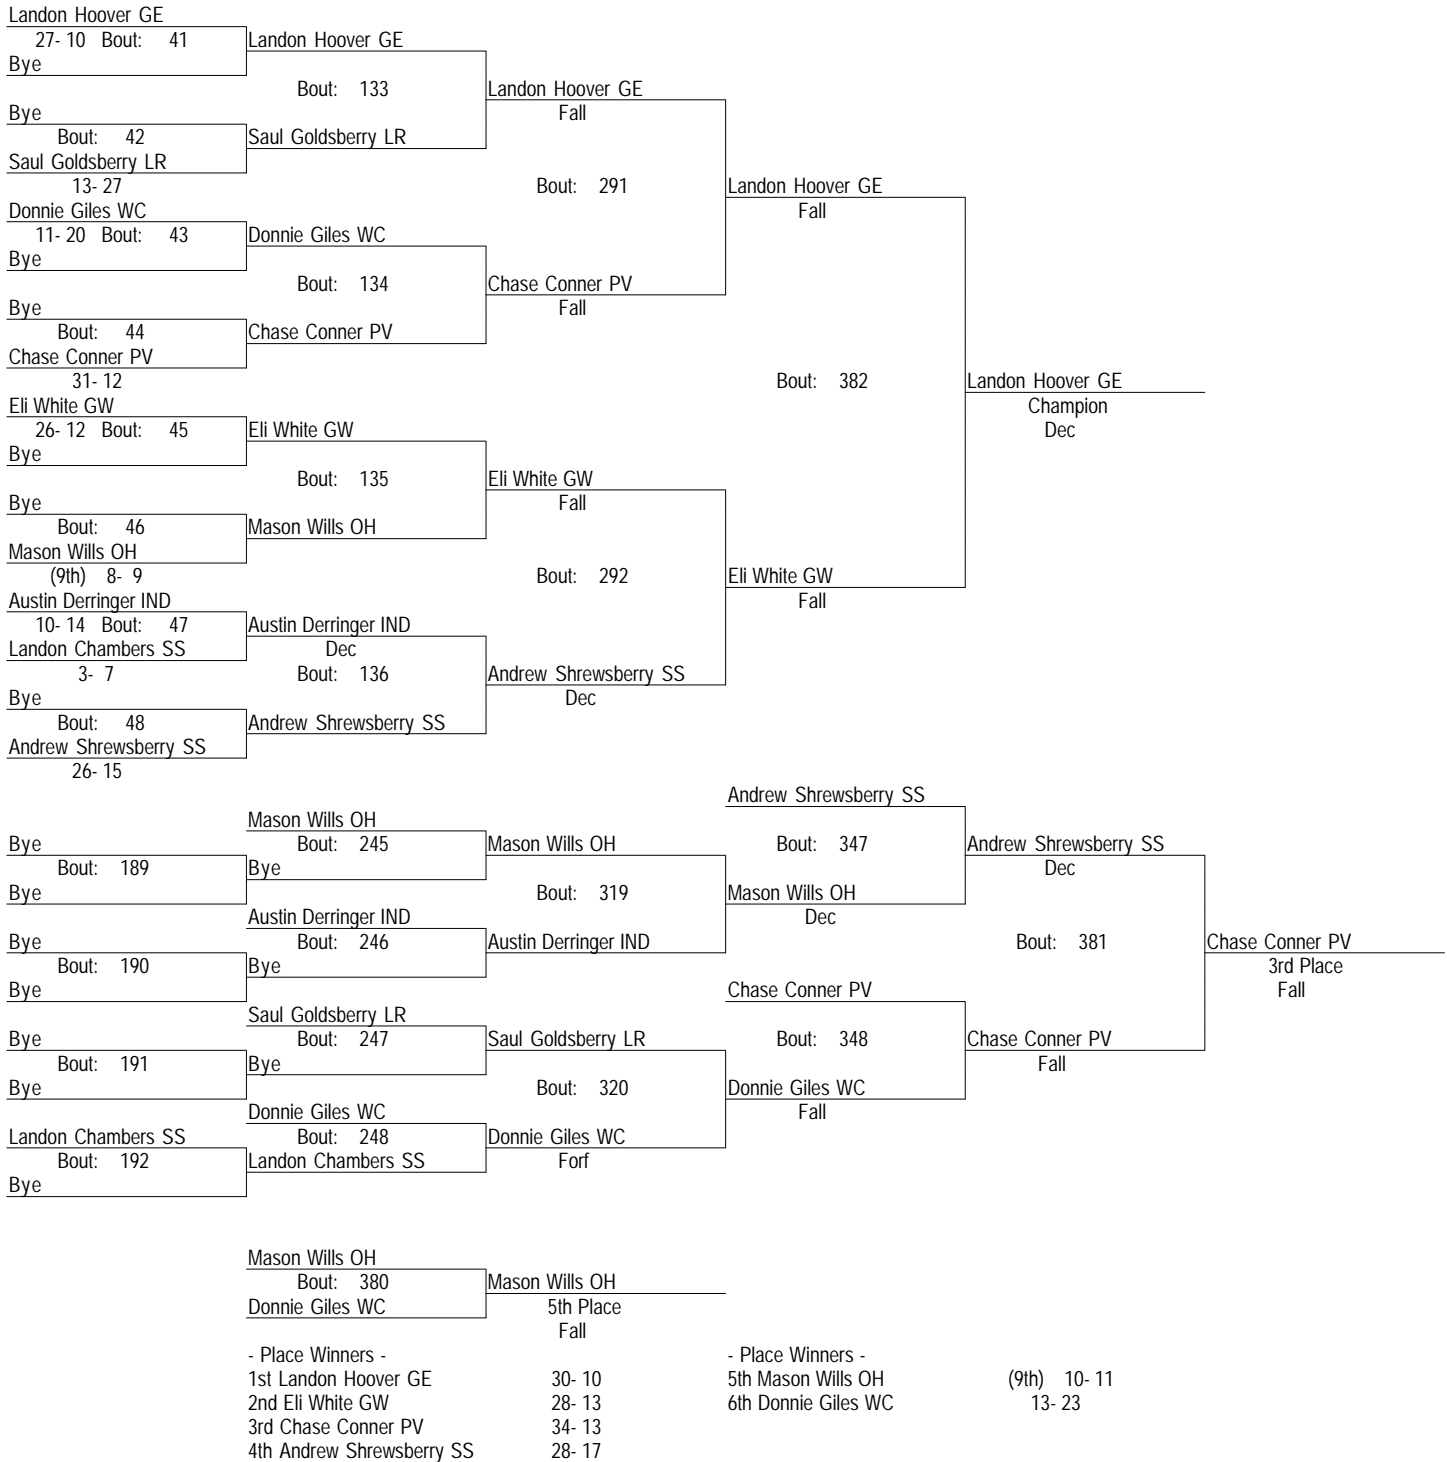 Landon Hoover GE
27- 10 Bout: 41
Landon Hoover GE
Bye
Bout: 133
Landon Hoover GE
Bye
Fall
Bout: 42
Saul Goldsberry LR
Saul Goldsberry LR
13- 27
Bout: 291
Landon Hoover GE
Donnie Giles WC
Fall
11- 20 Bout: 43
Donnie Giles WC
Bye
Bout: 134
Chase Conner PV
Bye
Fall
Bout: 44
Chase Conner PV
Chase Conner PV
31- 12
Bout: 382
Landon Hoover GE
Eli White GW
Champion
26- 12 Bout: 45
Eli White GW
Dec
Bye
Bout: 135
Eli White GW
Bye
Fall
Bout: 46
Mason Wills OH
Mason Wills OH
(9th) 8- 9
Bout: 292
Eli White GW
Austin Derringer IND
Fall
10- 14 Bout: 47
Austin Derringer IND
Landon Chambers SS
Dec
3- 7
Bout: 136
Andrew Shrewsberry SS
Bye
Dec
Bout: 48
Andrew Shrewsberry SS
Andrew Shrewsberry SS
26- 15
Andrew Shrewsberry SS
Mason Wills OH
Bye
Bout: 245
Mason Wills OH
Bout: 347
Andrew Shrewsberry SS
Bout: 189
Bye
Dec
Bye
Bout: 319
Mason Wills OH
Austin Derringer IND
Dec
Bye
Bout: 246
Austin Derringer IND
Bout: 381
Chase Conner PV
Bout: 190
Bye
3rd Place
Bye
Chase Conner PV
Fall
Saul Goldsberry LR
Bye
Bout: 247
Saul Goldsberry LR
Bout: 348
Chase Conner PV
Bout: 191
Bye
Fall
Bye
Bout: 320
Donnie Giles WC
Donnie Giles WC
Fall
Landon Chambers SS
Bout: 248
Donnie Giles WC
Bout: 192
Landon Chambers SS
Forf
Bye
Mason Wills OH
Bout: 380
Mason Wills OH
Donnie Giles WC
5th Place
Fall
- Place Winners -
1st Landon Hoover GE 30- 10
2nd Eli White GW 28- 13
3rd Chase Conner PV 34- 13
4th Andrew Shrewsberry SS 28- 17
- Place Winners -
5th Mason Wills OH (9th) 10- 11
6th Donnie Giles WC 13- 23